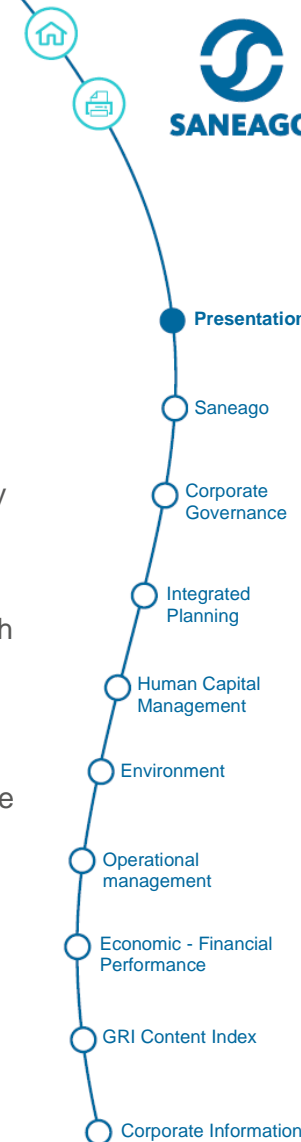 SANEAGO
Presentation
Saneago
Corporate
Governance
Integrated
Planning
Human Capital
Management
Environment
Operational
management
Economic - Financial
Performance
GRI Content Index
Corporate Information